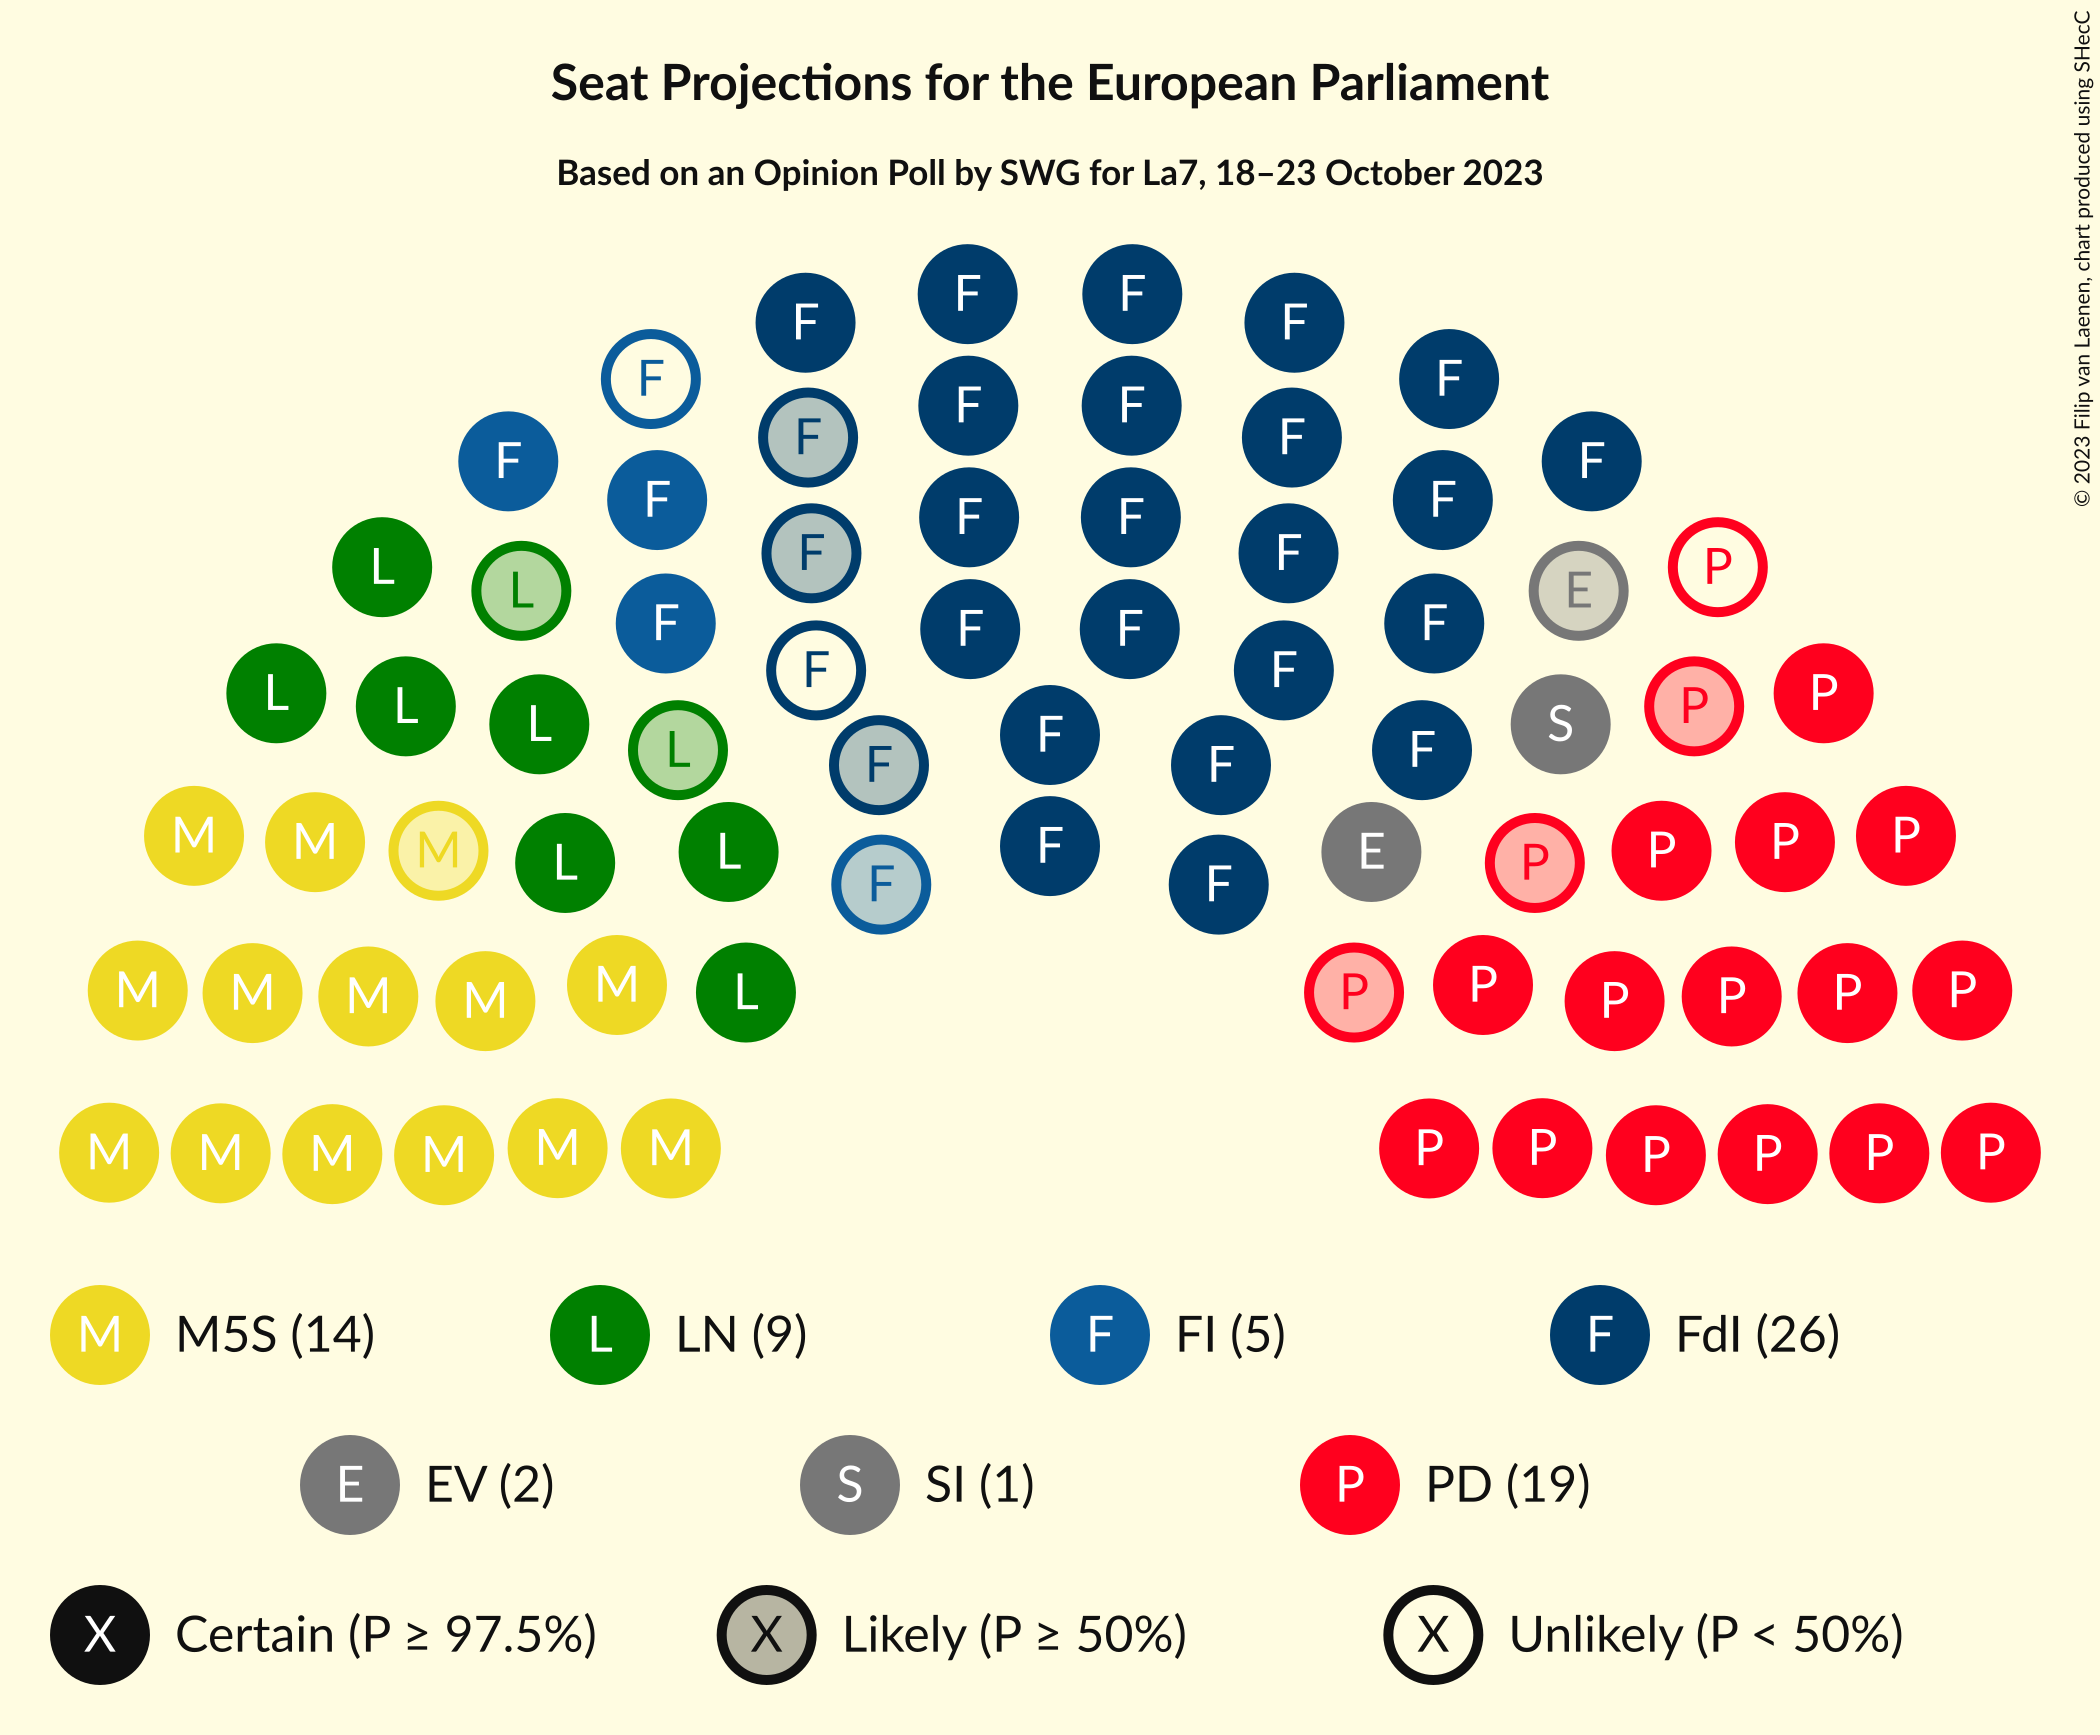 Seat Projections for the European Parliament
Based on an Opinion Poll by SWG for La7, 18–23 October 2023
© 2023 Filip van Laenen, chart produced using SHecC
F F F F
F F
F F F F
F F
F F F F
L L F F E P
F F F F
L L L F F F F S P P
L F F F F
M M M L L F F F E P P P P
F F
M M M M M L P P P P P P
M M M M M M P P P P P P
M M5S (14) L LN (9) F FI (5) F FdI (26)
E EV (2) S SI (1) P PD (19)
X Certain (P ≥ 97.5%) X Likely (P ≥ 50%) X Unlikely (P < 50%)